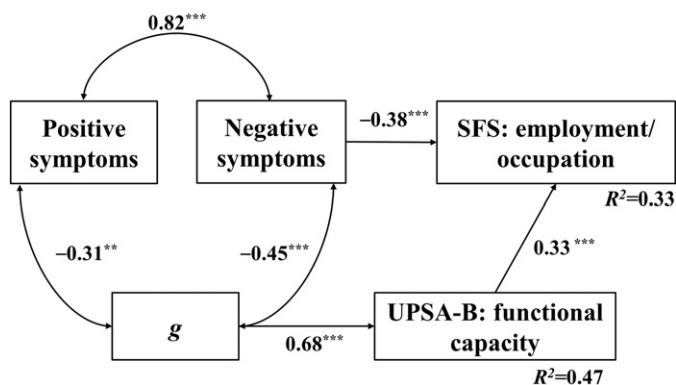 0.82***
Positive
symptoms
Negative
symptoms
−0.38***
SFS: employment/
occupation
R²=0.33
−0.31**
−0.45***
0.33 ***
g
0.68***
UPSA-B: functional
capacity
R²=0.47